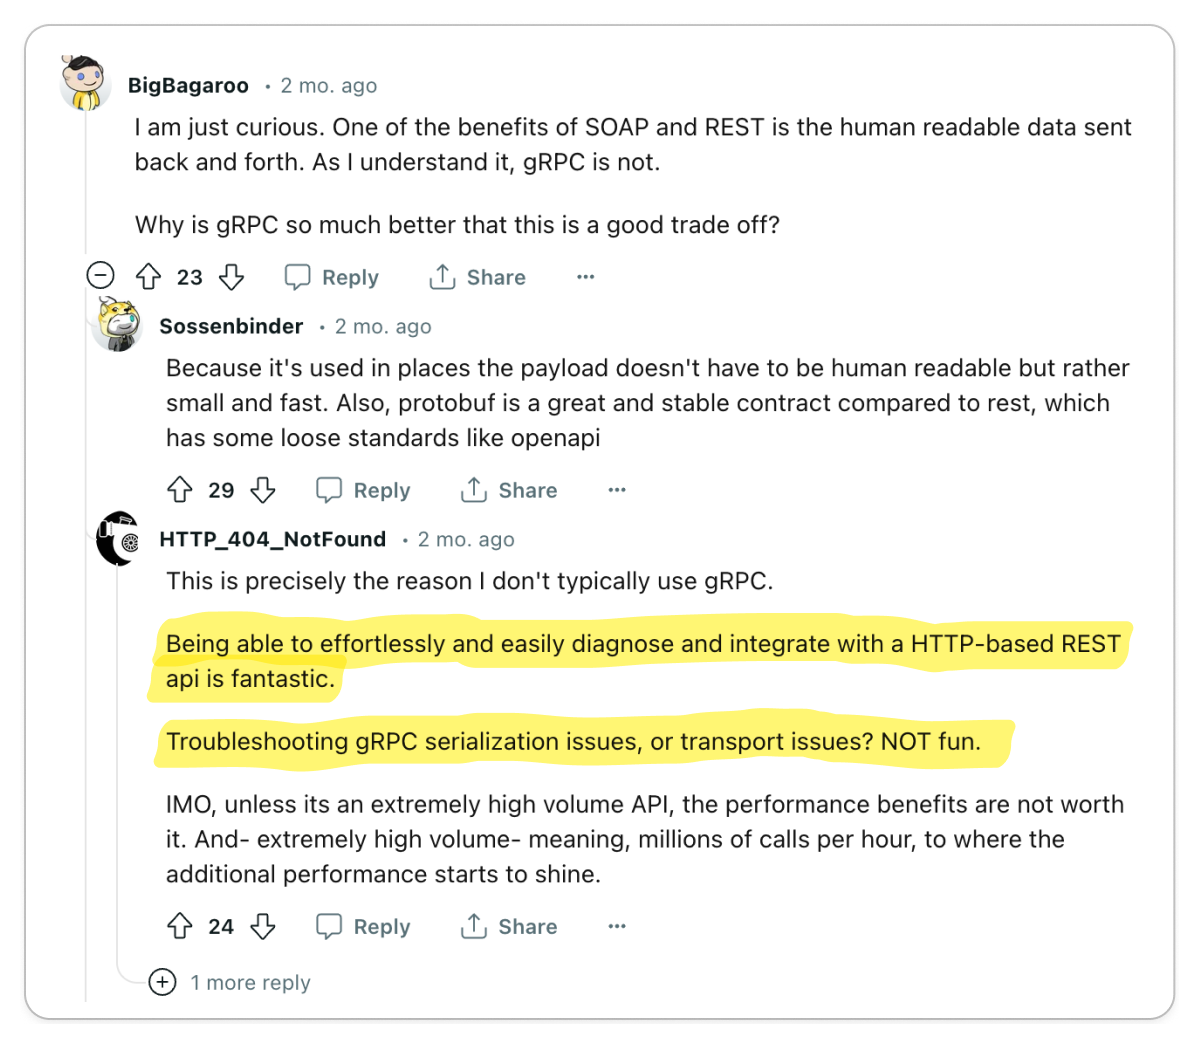 BigBagaroo • 2 mo. ago
I am just curious. One of the benefits of SOAP and REST is the human readable data sent
back and forth. As I understand it, gRPC is not.
Why is gRPC so much better that this is a good trade off?
23 Reply Share ...
Sossenbinder • 2 mo. ago
Because it's used in places the payload doesn't have to be human readable but rather
small and fast. Also, protobuf is a great and stable contract compared to rest, which
has some loose standards like openapi
29 Reply Share ...
HTTP_404_NotFound • 2 mo. ago
This is precisely the reason I don't typically use gRPC.
Being able to effortlessly and easily diagnose and integrate with a HTTP-based REST
api is fantastic.
Troubleshooting gRPC serialization issues, or transport issues? NOT fun.
IMO, unless its an extremely high volume API, the performance benefits are not worth
it. And- extremely high volume- meaning, millions of calls per hour, to where the
additional performance starts to shine.
24 Reply Share ...
1 more reply